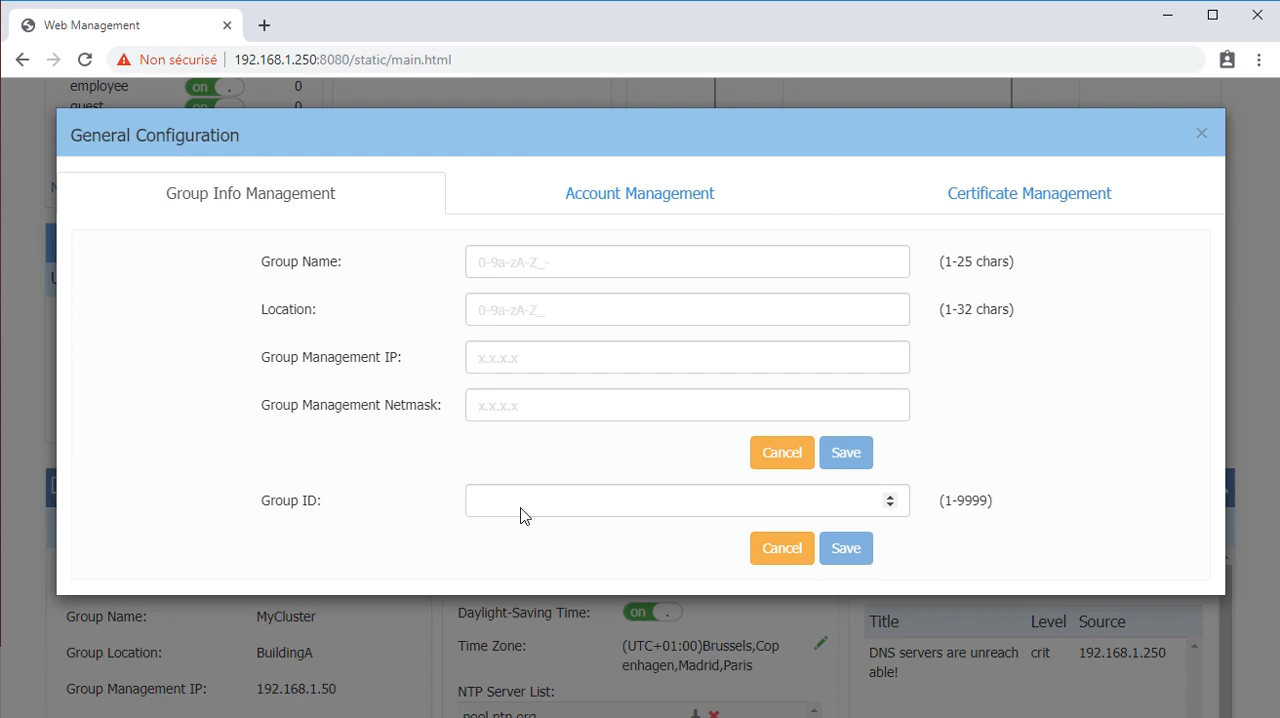 Web Management
Non sécurisé 192.168.1.250:8080/static/main.html
employee on . 0
General Configuration ×
Group Info Management Account Management Certificate Management
Group Name: 0-9a-zA-Z_- (1-25 chars)
Location: 0-9a-zA-Z_ (1-32 chars)
Group Management IP: x.x.x.x
Group Management Netmask: x.x.x.x
Cancel Save
Group ID: (1-9999)
Cancel Save
Group Name: MyCluster
Group Location: BuildingA
Group Management IP: 192.168.1.50
Daylight-Saving Time: on .
Time Zone: (UTC+01:00)Brussels,Cop
enhagen,Madrid,Paris
NTP Server List:
pool.ntp.org
Title Level Source
DNS servers are unreach crit 192.168.1.250
able!